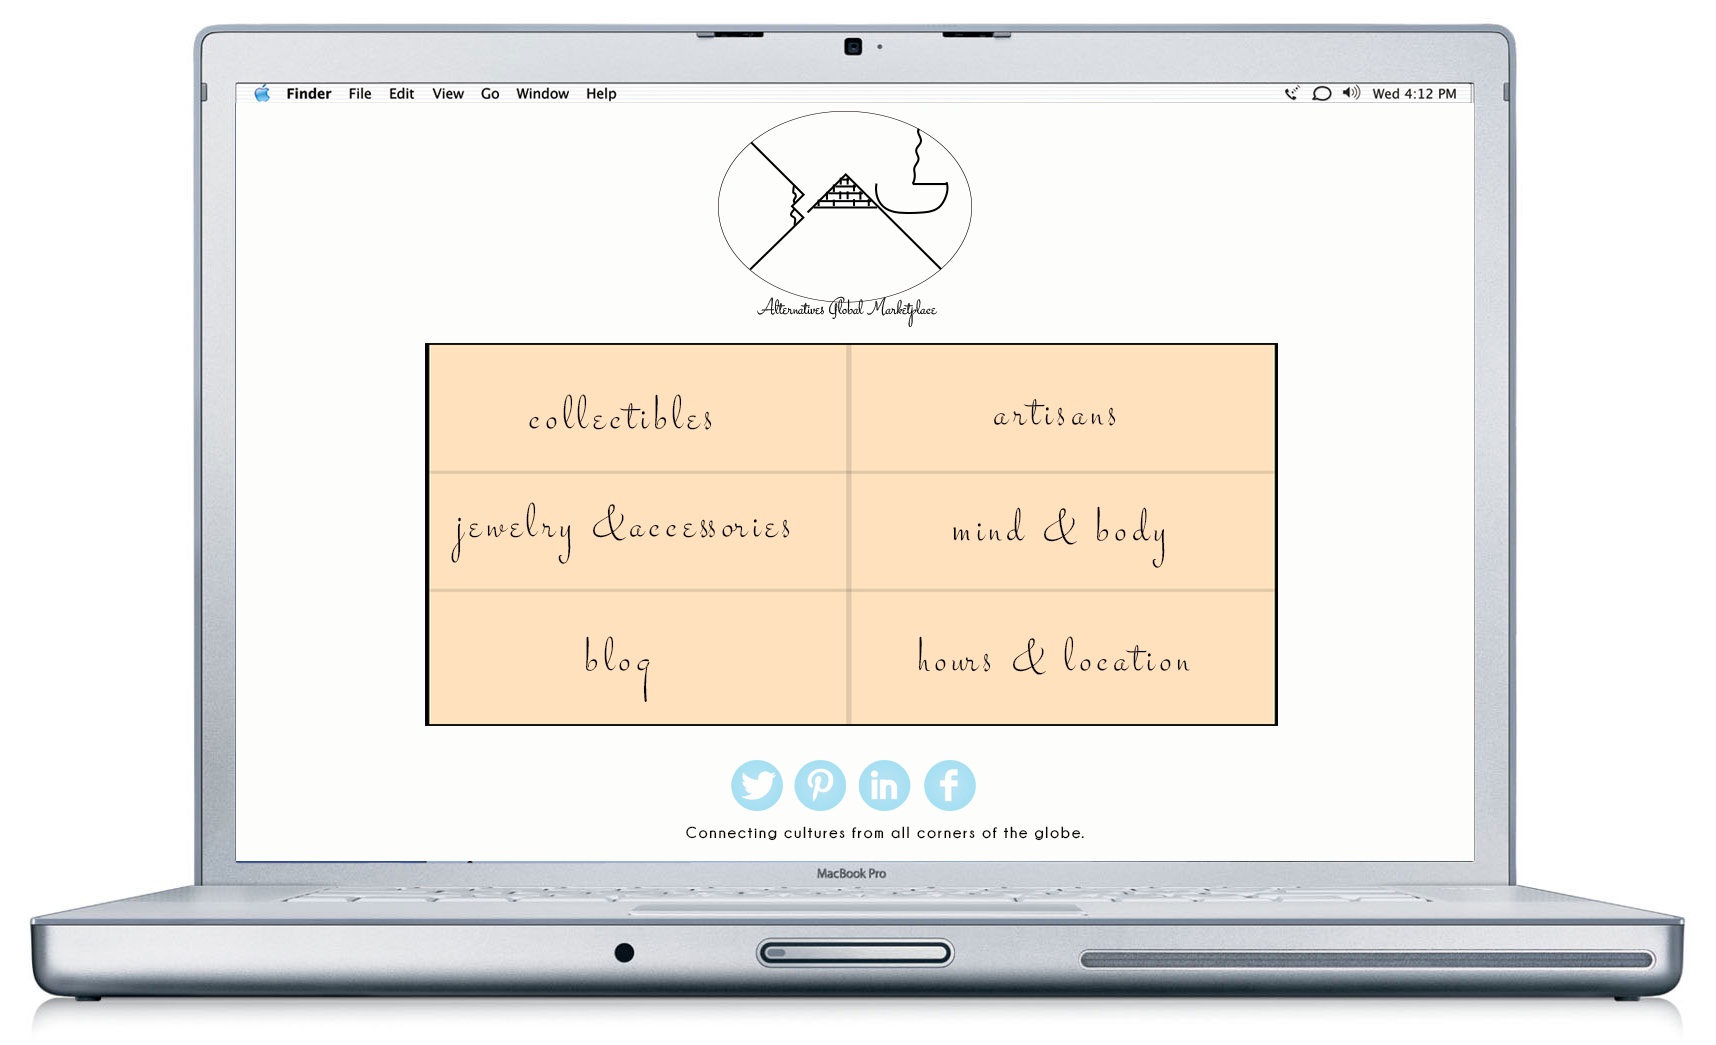 Finder File Edit View Go Window Help Wed 4:12 PM
Alternatives Global Marketplace
collectibles artisans
jewelry &accessories mind & body
blog hours & location
Connecting cultures from all corners of the globe.
MacBook Pro